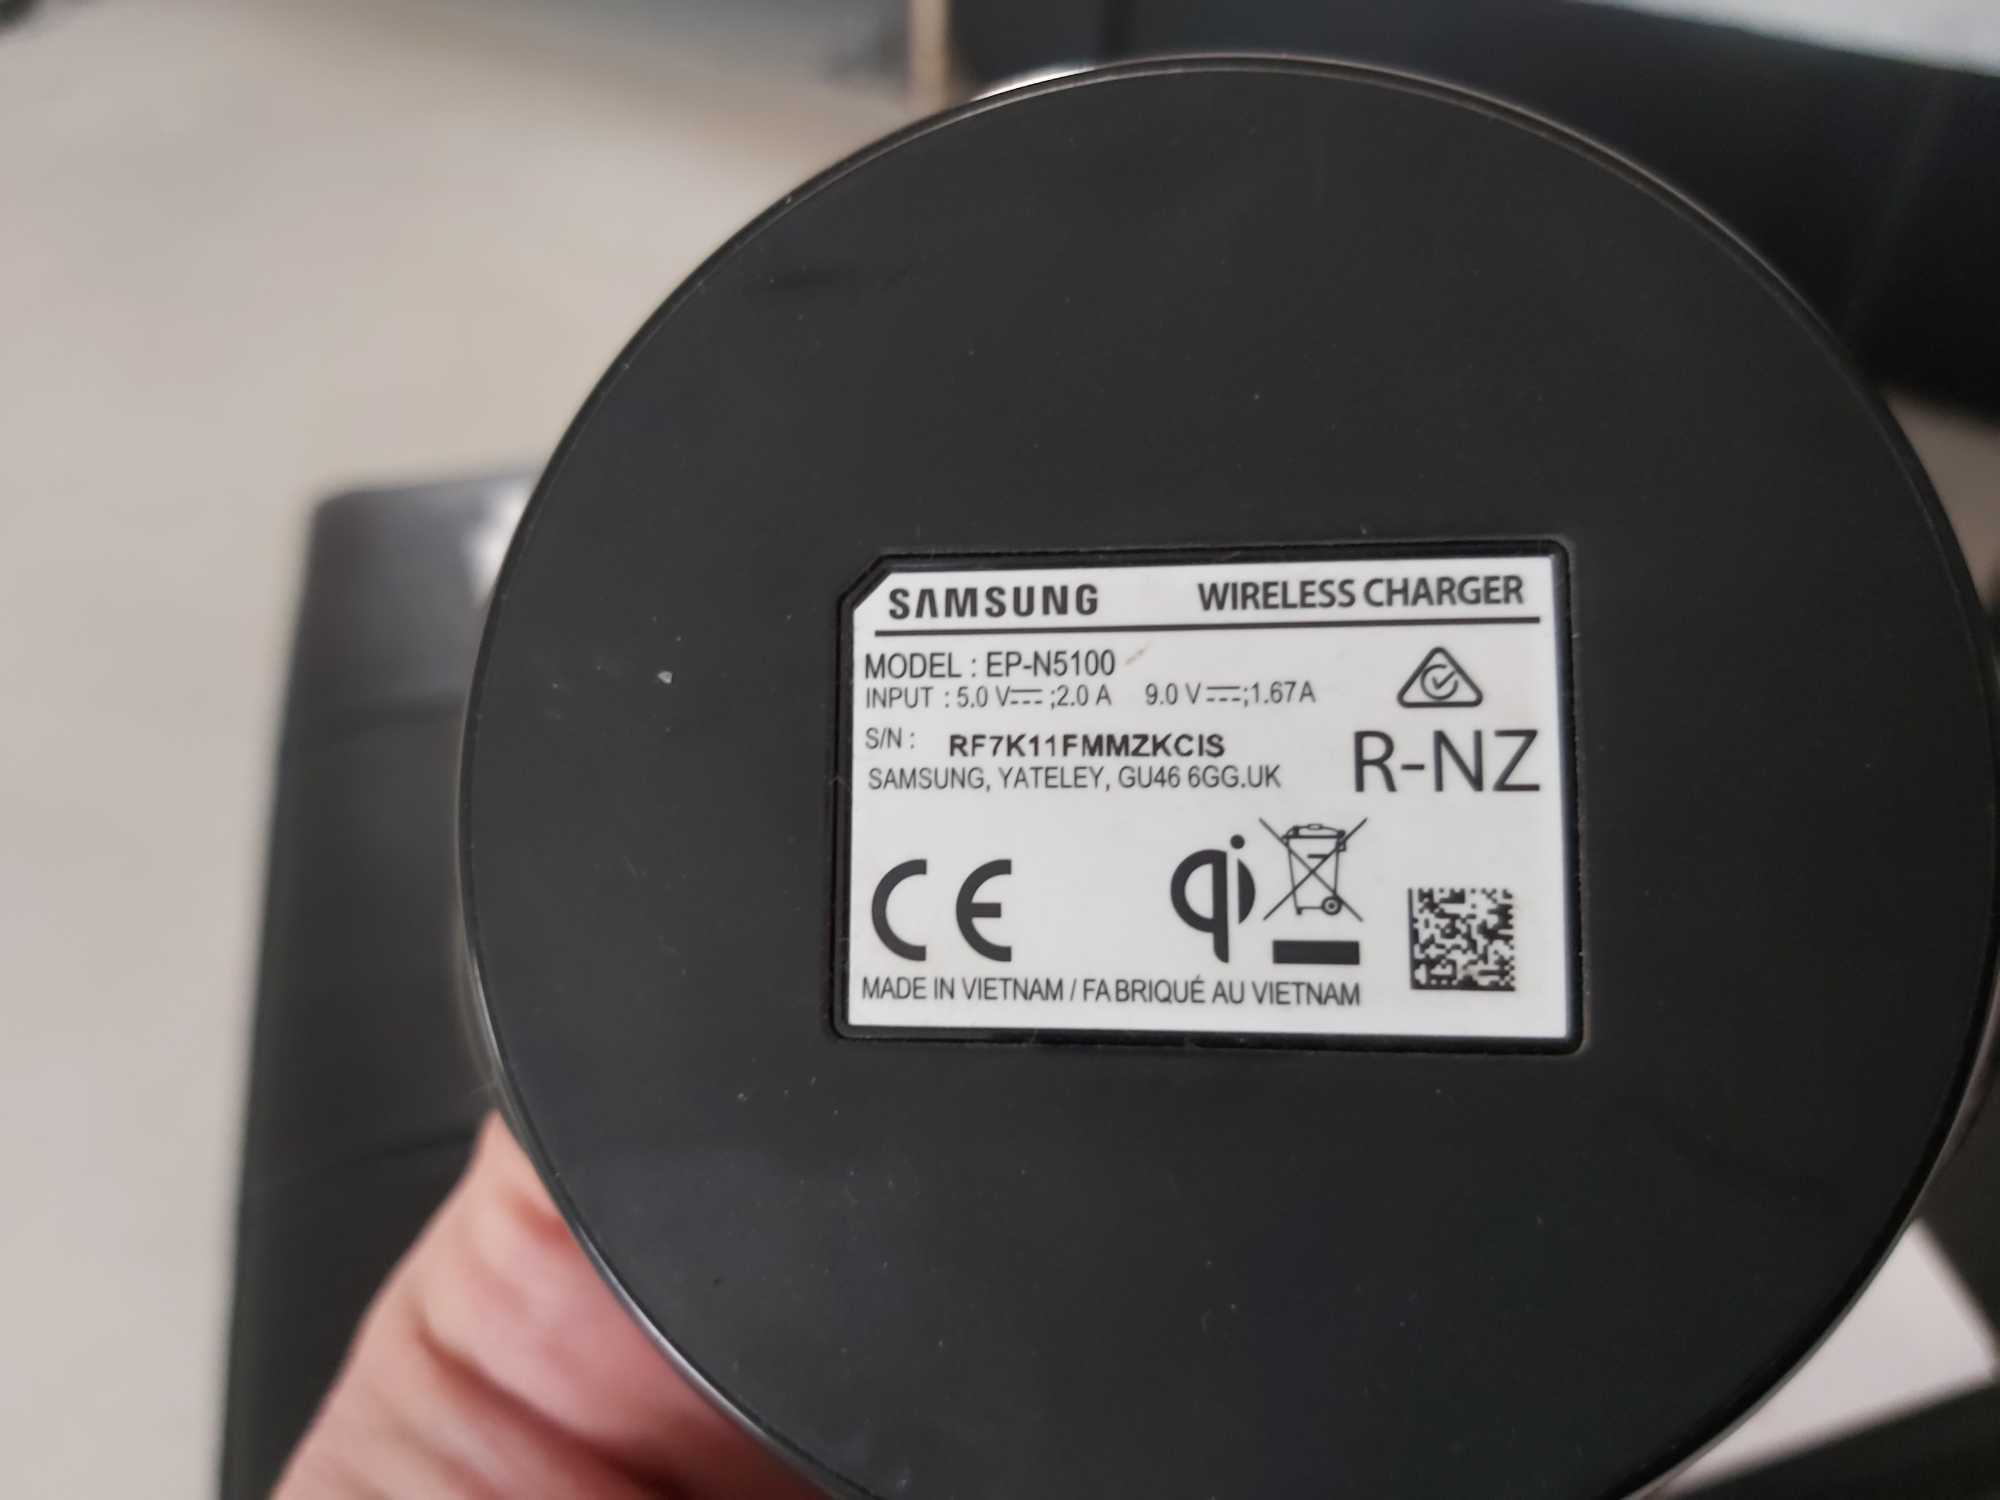 SAMSUNG WIRELESS CHARGER
MODEL : EP-N5100
INPUT : 5.0 V⎓ ;2.0 A 9.0 V⎓;1.67A
S/N : RF7K11FMMZKCIS
R-NZ
SAMSUNG, YATELEY, GU46 6GG.UK
CE qi
MADE IN VIETNAM / FABRIQUÉ AU VIETNAM